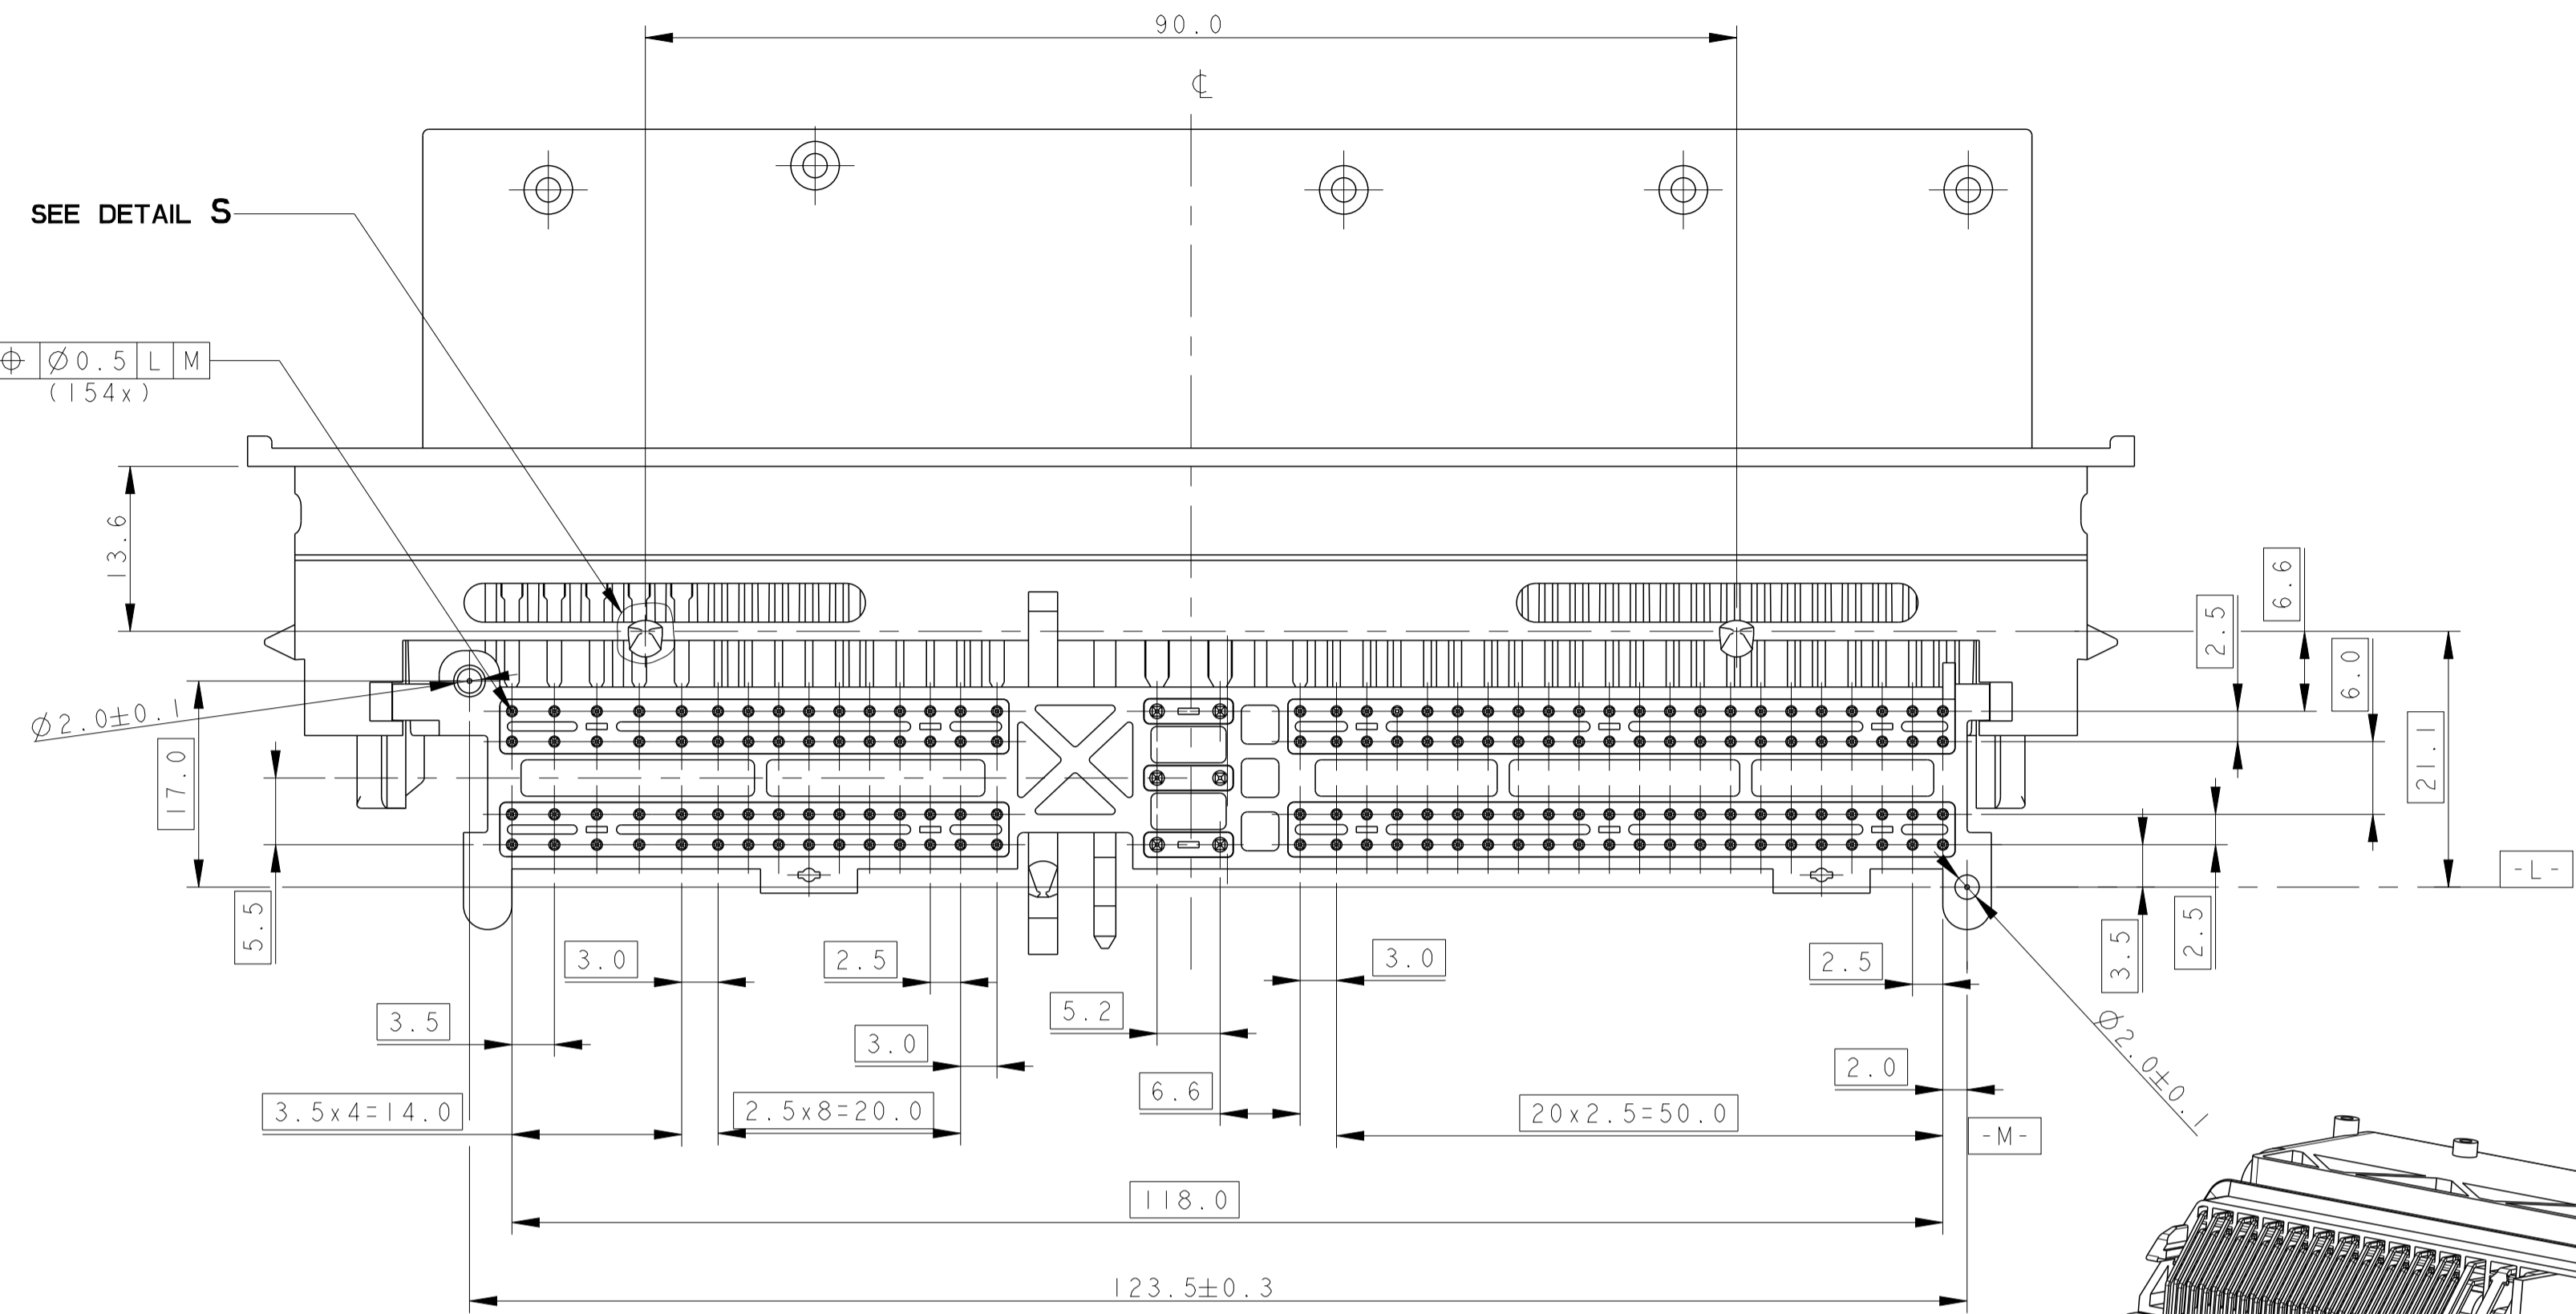 90.0
℄
SEE DETAIL S
⌖ Ø0.5 L M
(154x)
13.6
6.6
2.5
6.0
Ø2.0±0.1
17.0
21.1
-L-
5.5
3.0
2.5
3.0
2.5
3.5
2.5
3.5
5.2
3.0
6.6
2.0
Ø2.0±0.1
3.5x4=14.0
2.5x8=20.0
20x2.5=50.0
-M-
118.0
123.5±0.3